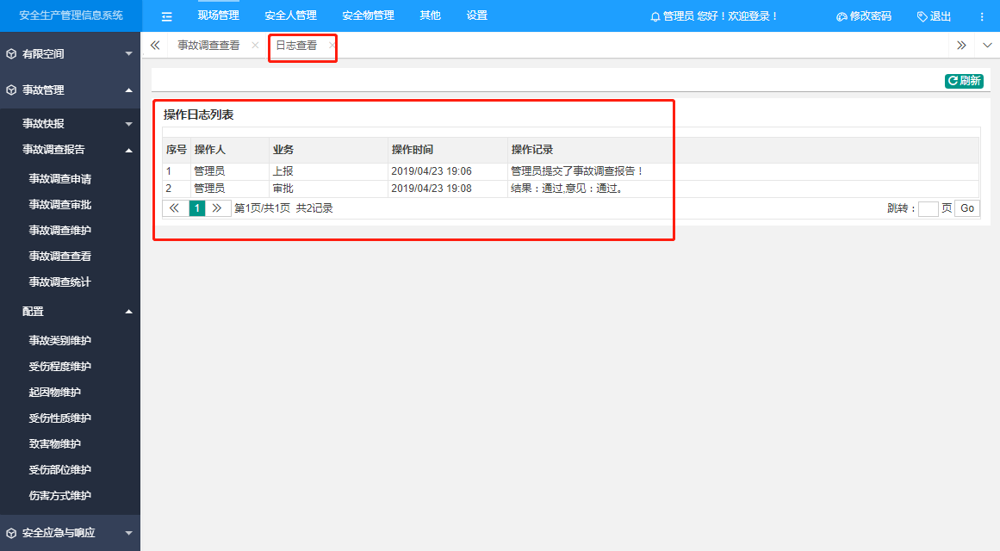 安全生产管理信息系统 现场管理 安全人管理 安全物管理 其他 设置 管理员 您好！欢迎登录！ 修改密码 退出
事故调查查看 日志查看
有限空间
事故管理
事故快报
事故调查报告
事故调查申请
事故调查审批
事故调查维护
事故调查查看
事故调查统计
配置
事故类别维护
受伤程度维护
起因物维护
受伤性质维护
致害物维护
受伤部位维护
伤害方式维护
安全应急与响应
刷新
操作日志列表
序号 操作人 业务 操作时间 操作记录
1 管理员 上报 2019/04/23 19:06 管理员提交了事故调查报告！
2 管理员 审批 2019/04/23 19:08 结果：通过,意见：通过。
1 第1页/共1页 共2记录 跳转： 页 Go